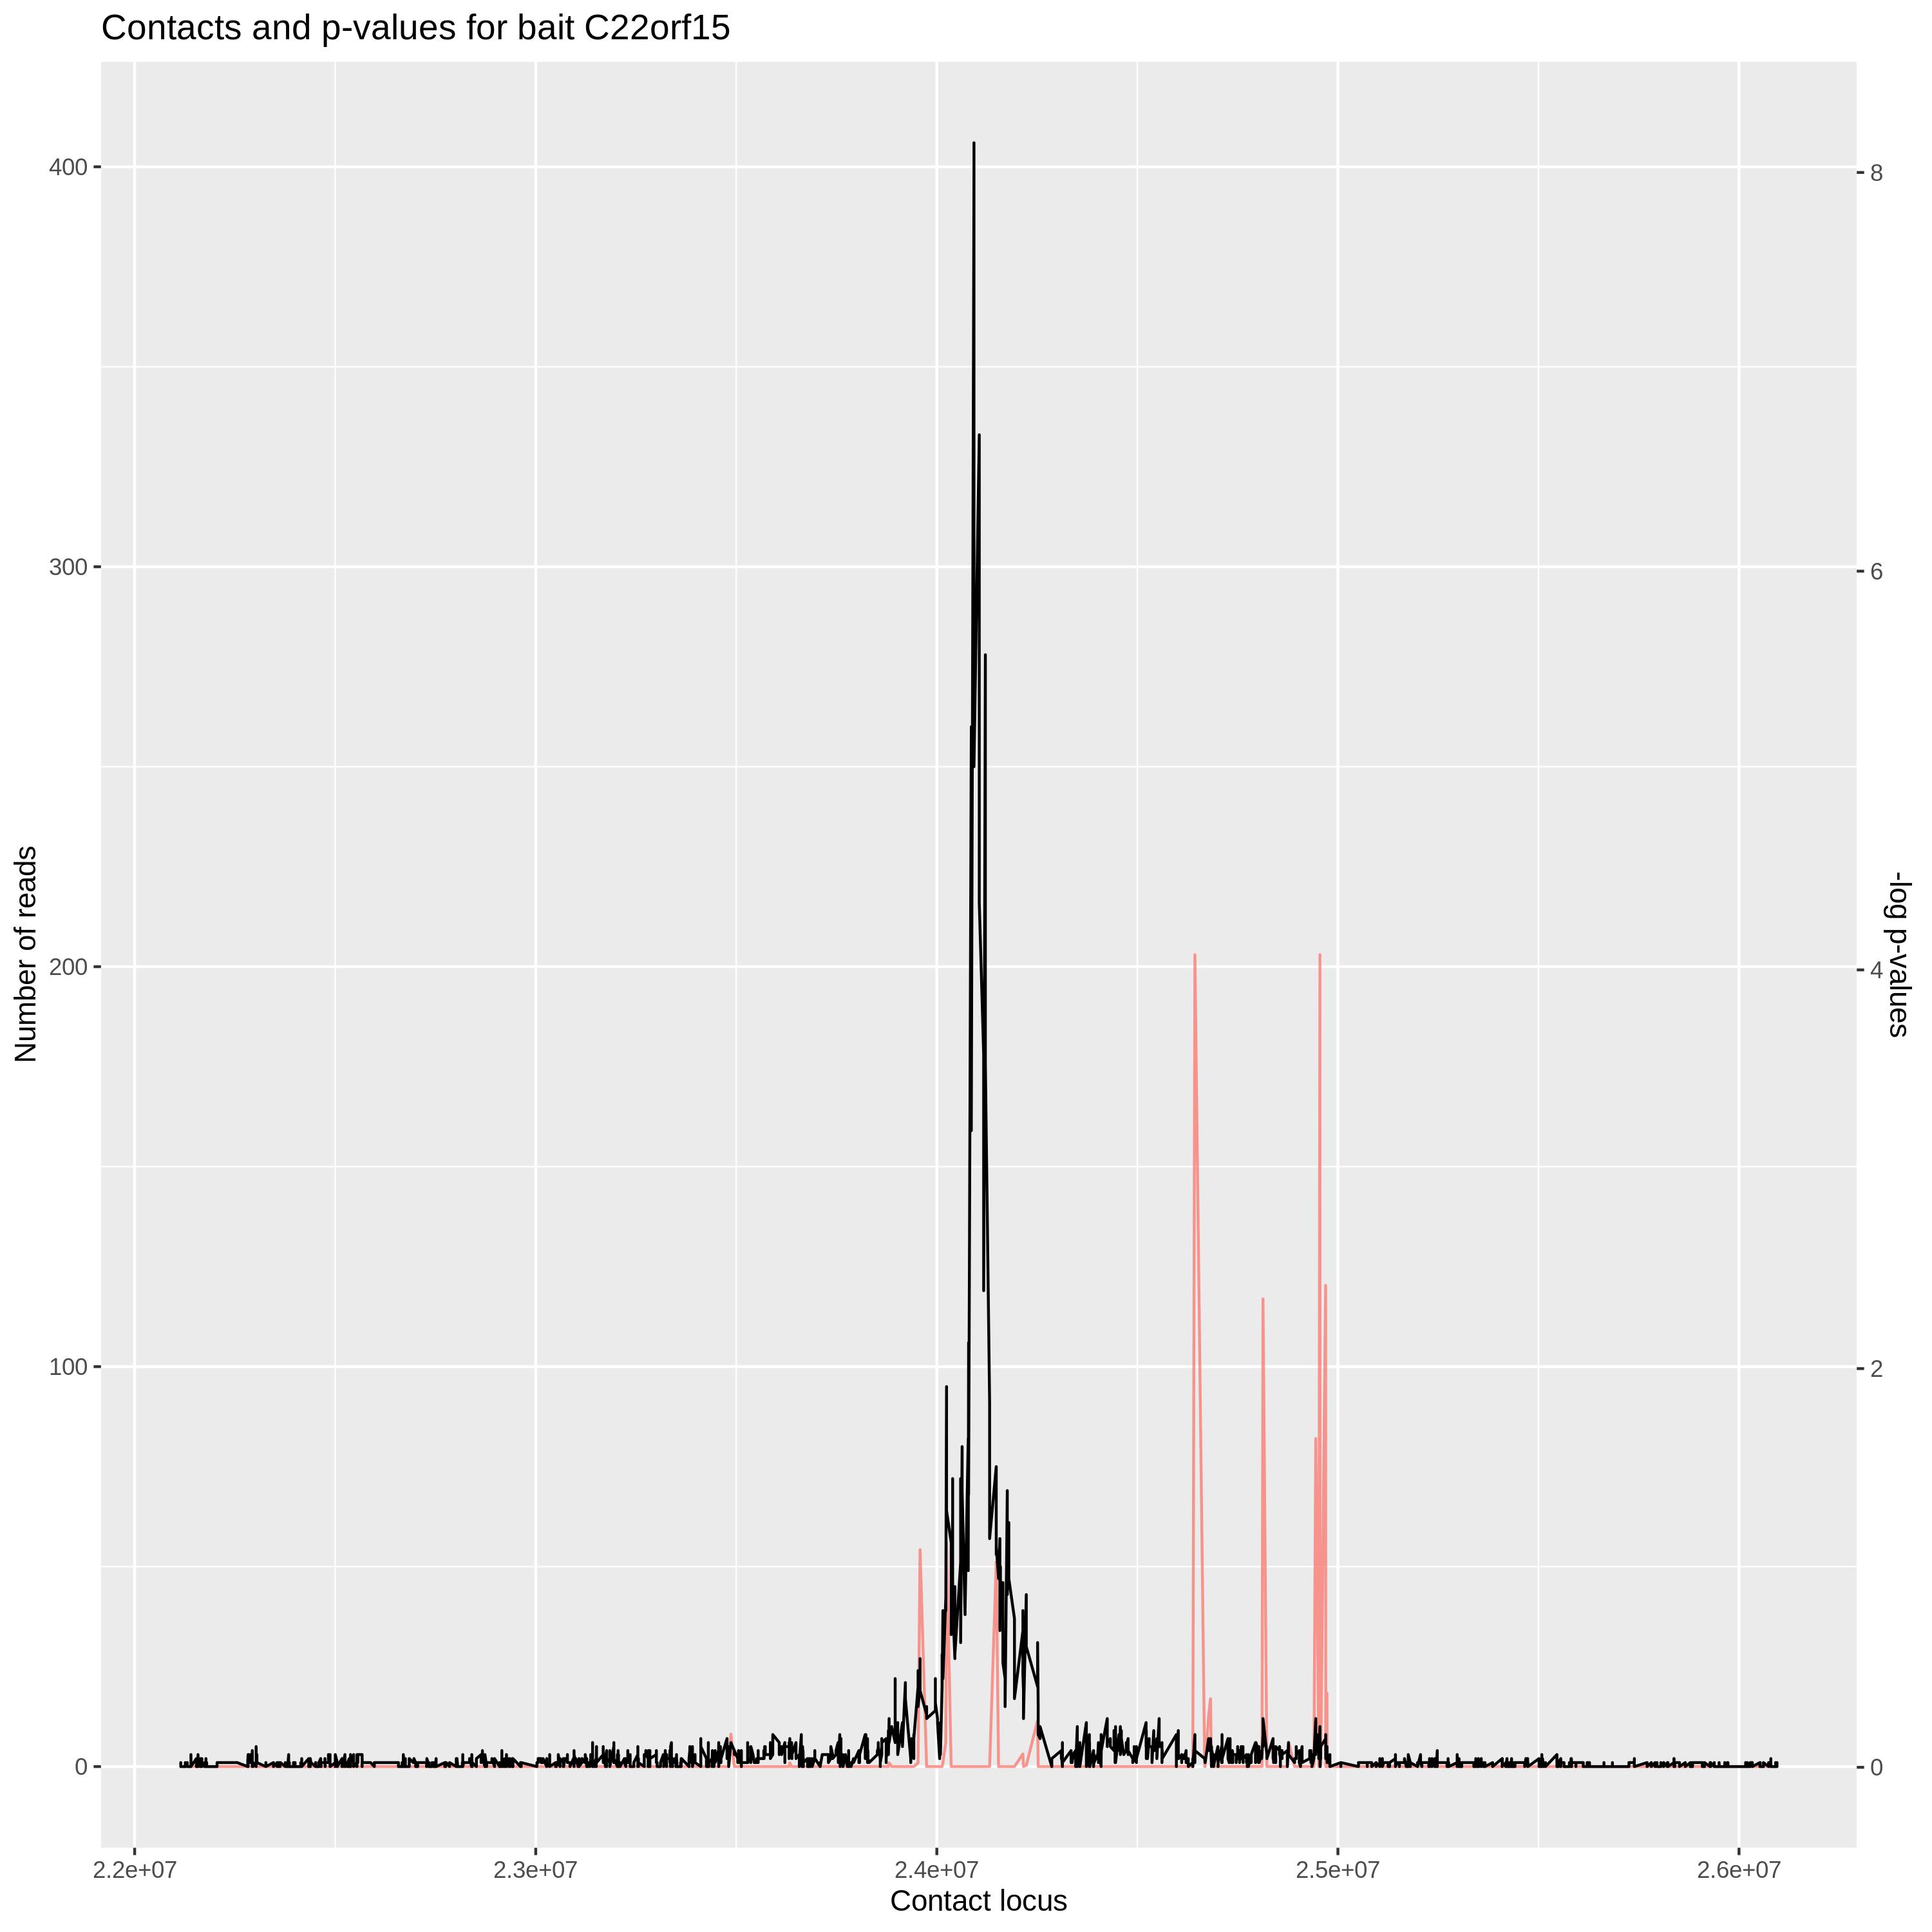 Contacts and p-values for bait C22orf15
400
300
200
100
0
Number of reads
8
6
4
2
0
-log p-values
2.2e+07
2.3e+07
2.4e+07
2.5e+07
2.6e+07
Contact locus